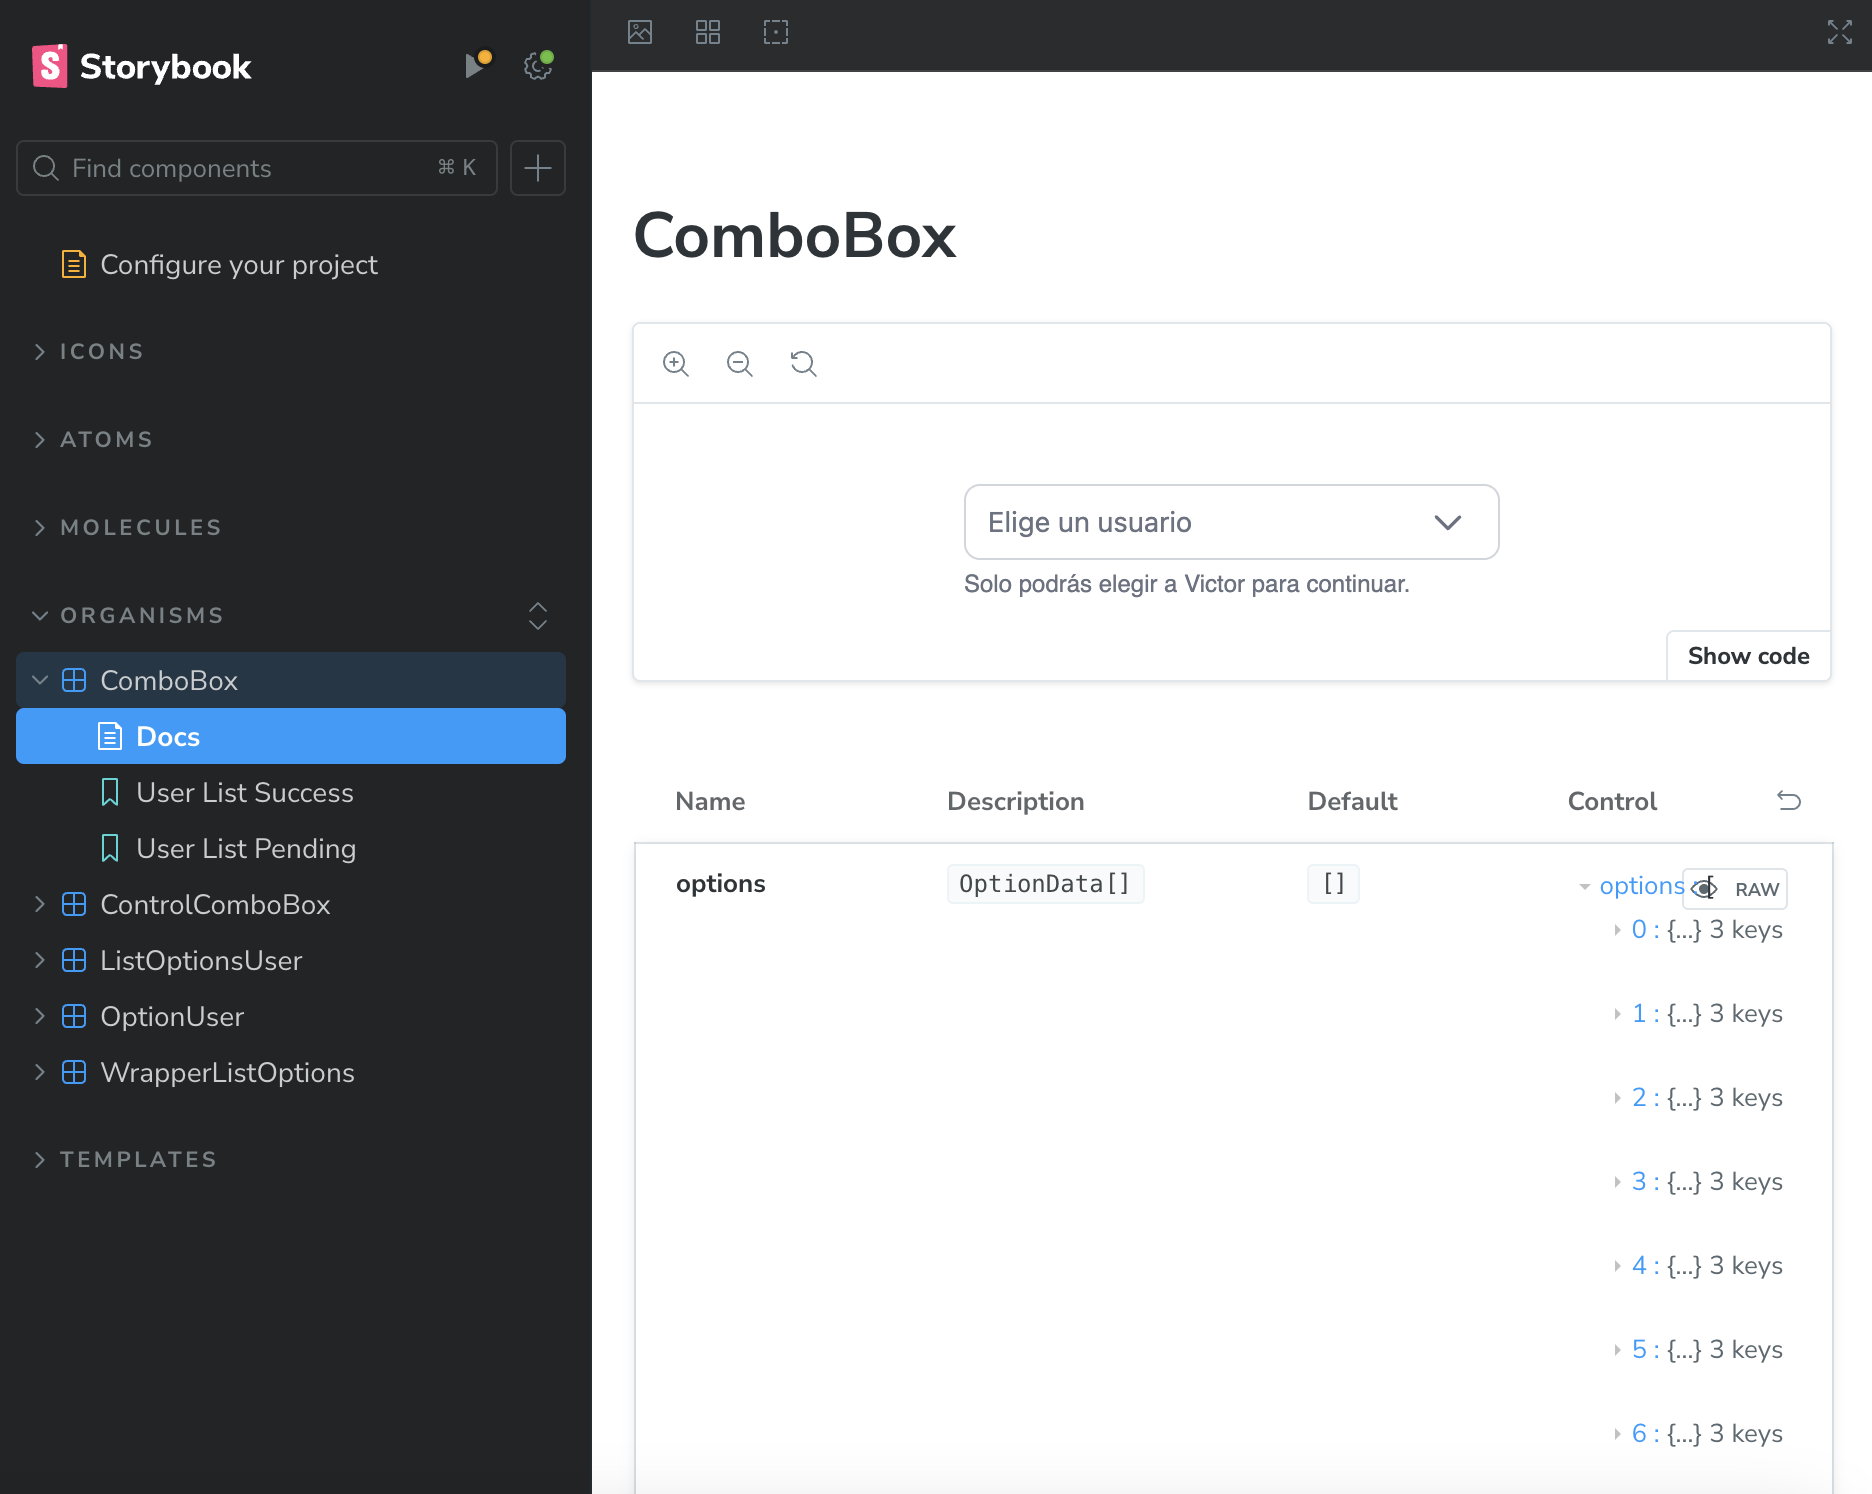 Storybook
Find components
⌘ K
Configure your project
ICONS
ATOMS
MOLECULES
ORGANISMS
ComboBox
Docs
User List Success
User List Pending
ControlComboBox
ListOptionsUser
OptionUser
WrapperListOptions
TEMPLATES
ComboBox
Elige un usuario
Solo podrás elegir a Victor para continuar.
Show code
Name Description Default Control
options OptionData[] [] options : [ RAW
0 : {...} 3 keys
1 : {...} 3 keys
2 : {...} 3 keys
3 : {...} 3 keys
4 : {...} 3 keys
5 : {...} 3 keys
6 : {...} 3 keys